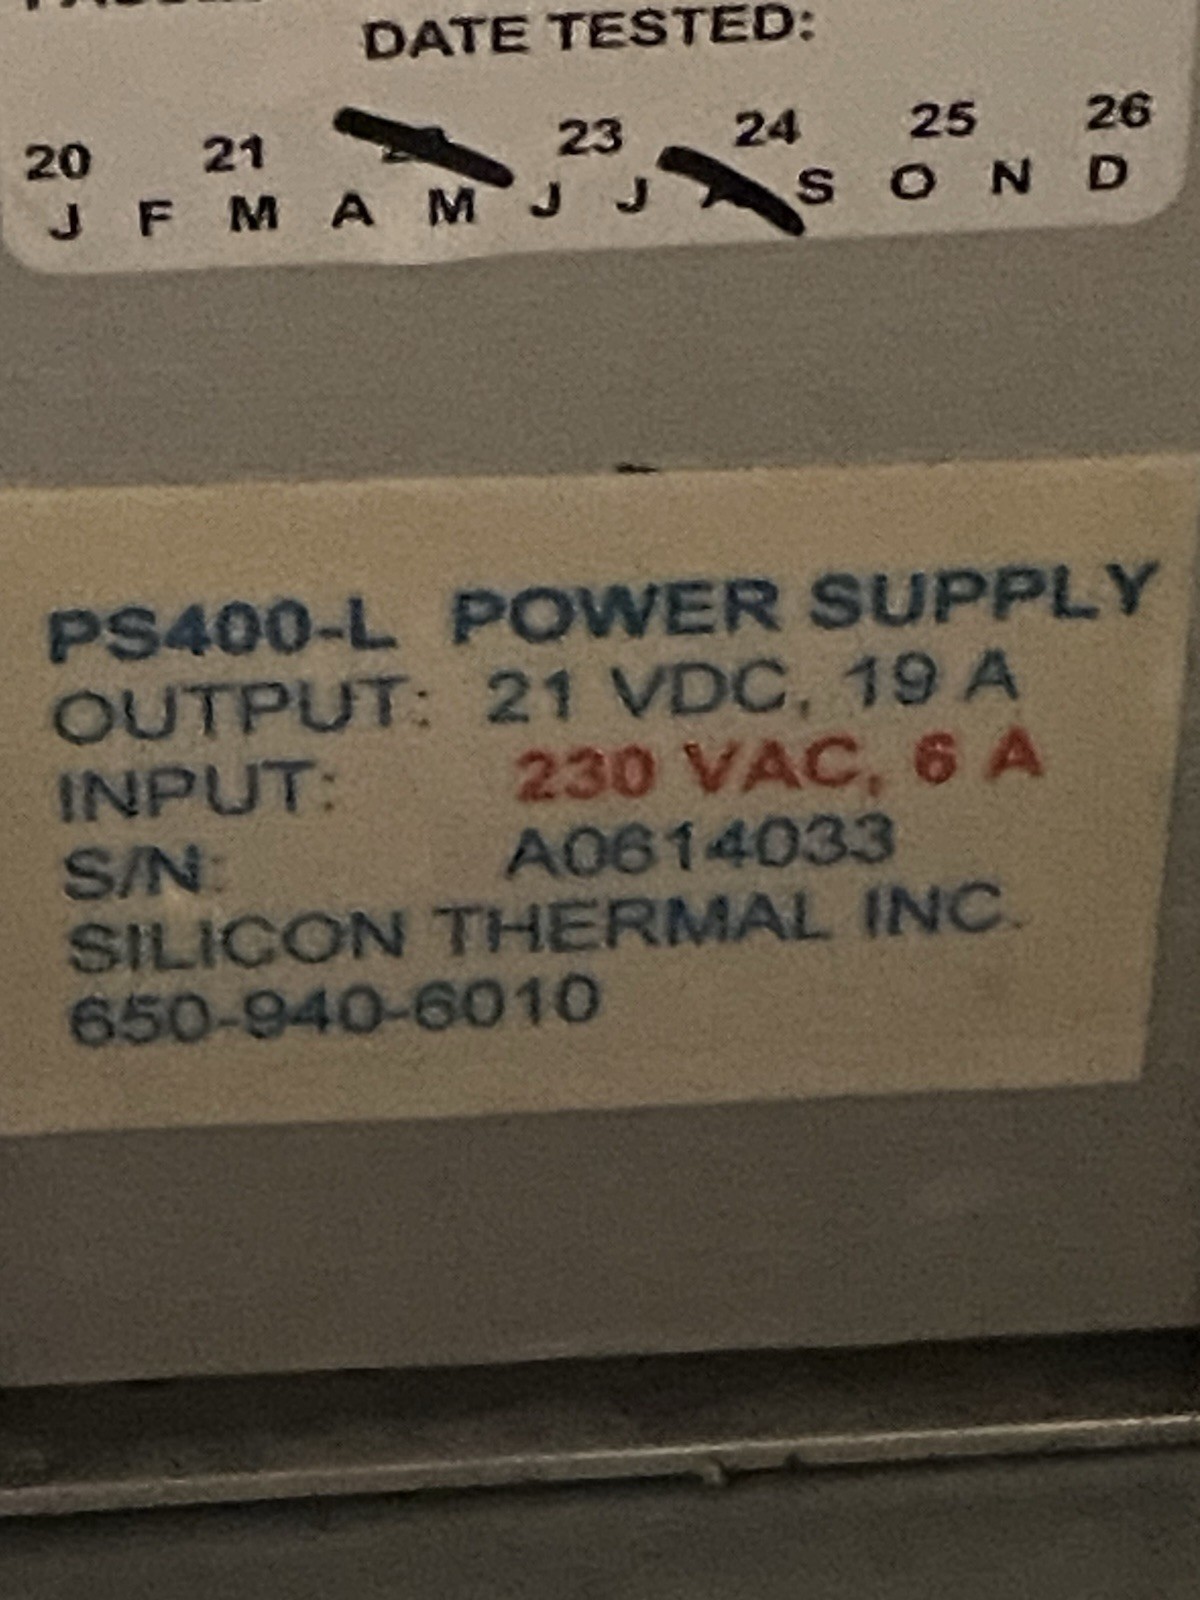 DATE TESTED:
20 21 23 24 25 26
J F M A M J J S O N D
PS400-L POWER SUPPLY
OUTPUT: 21 VDC, 19 A
INPUT: 230 VAC, 6 A
S/N: A0614033
SILICON THERMAL INC.
650-940-6010